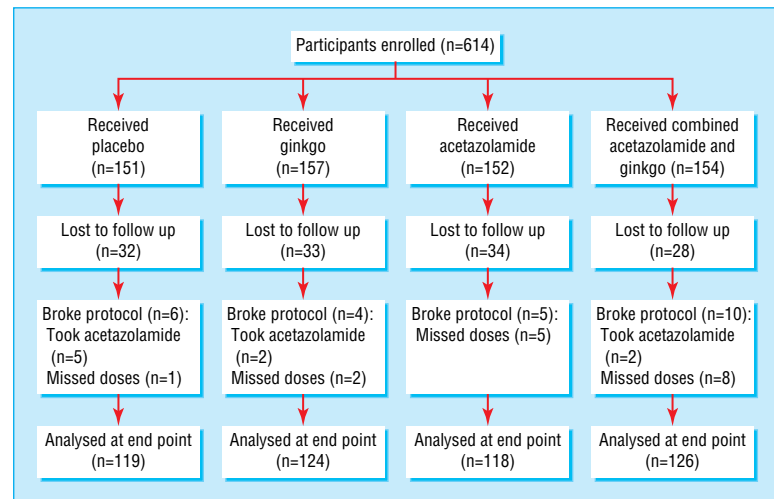 Participants enrolled (n=614)
Received
placebo
(n=151)
Received
ginkgo
(n=157)
Received
acetazolamide
(n=152)
Received combined
acetazolamide and
ginkgo (n=154)
Lost to follow up
(n=32)
Lost to follow up
(n=33)
Lost to follow up
(n=34)
Lost to follow up
(n=28)
Broke protocol (n=6):
Took acetazolamide
(n=5)
Missed doses (n=1)
Broke protocol (n=4):
Took acetazolamide
(n=2)
Missed doses (n=2)
Broke protocol (n=5):
Missed doses (n=5)
Broke protocol (n=10):
Took acetazolamide
(n=2)
Missed doses (n=8)
Analysed at end point
(n=119)
Analysed at end point
(n=124)
Analysed at end point
(n=118)
Analysed at end point
(n=126)